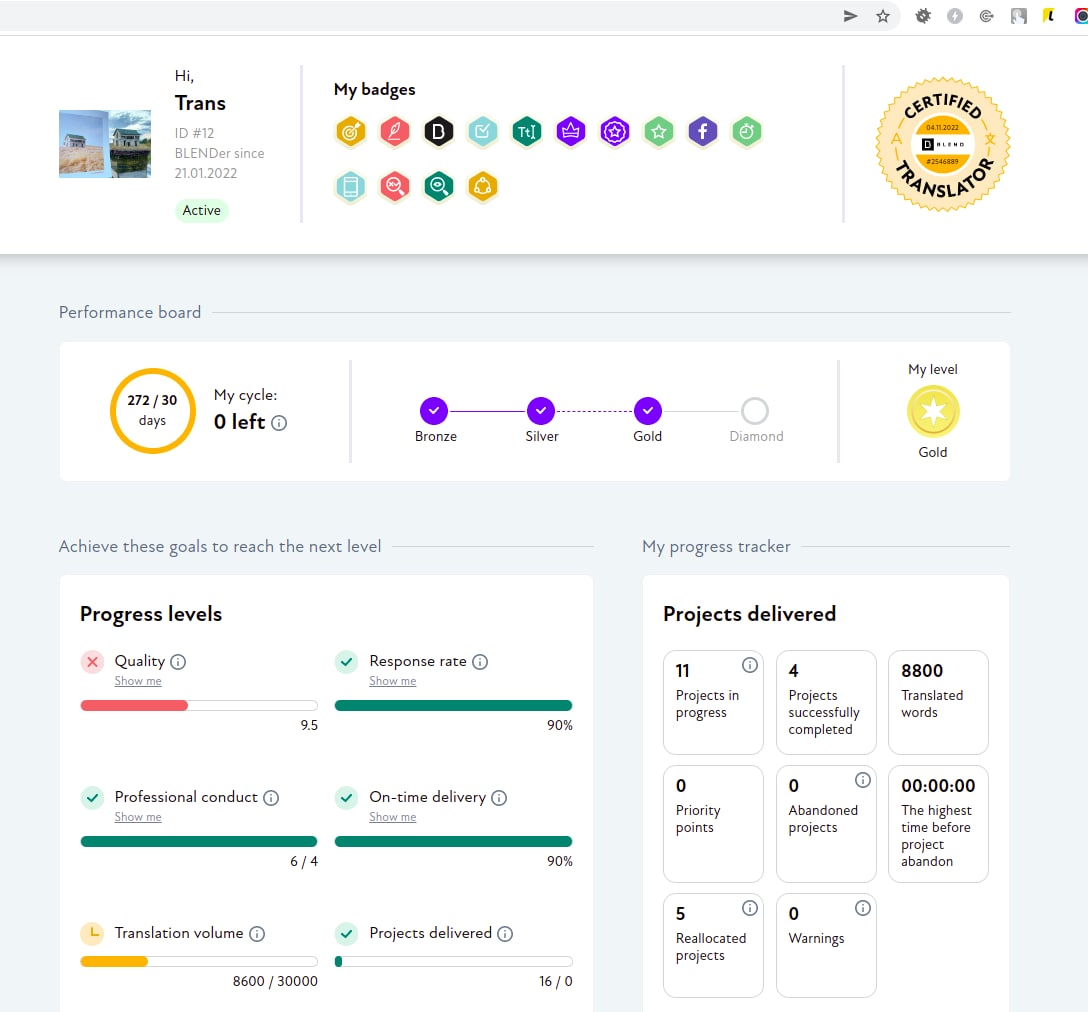 Hi,
Trans
ID #12
BLENDer since
21.01.2022
Active
My badges
B
TtI
CERTIFIED
04.11.2022
BLEND
#2546889
TRANSLATOR
A
文
Performance board
272 / 30
days
My cycle:
0 left
Bronze
Silver
Gold
Diamond
My level
Gold
Achieve these goals to reach the next level
My progress tracker
Progress levels
Quality
Show me
9.5
Response rate
Show me
90%
Professional conduct
Show me
6 / 4
On-time delivery
Show me
90%
Translation volume
8600 / 30000
Projects delivered
16 / 0
Projects delivered
11
Projects in
progress
4
Projects
successfully
completed
8800
Translated
words
0
Priority
points
0
Abandoned
projects
00:00:00
The highest
time before
project
abandon
5
Reallocated
projects
0
Warnings